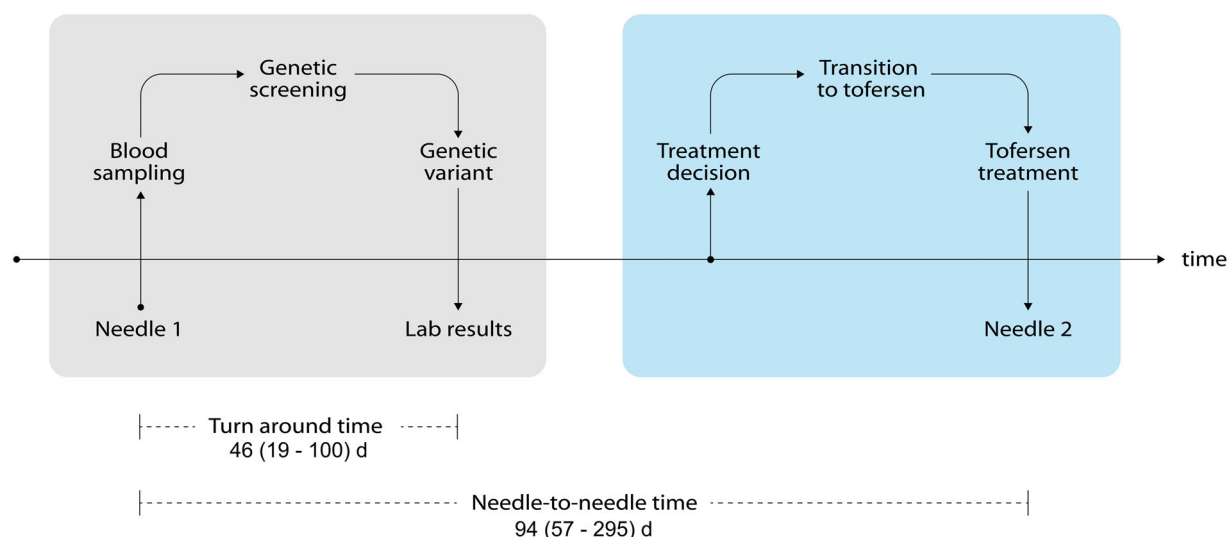 Genetic
screening
Transition
to tofersen
Blood
sampling
Genetic
variant
Treatment
decision
Tofersen
treatment
time
Needle 1
Lab results
Needle 2
Turn around time
46 (19 - 100) d
Needle-to-needle time
94 (57 - 295) d